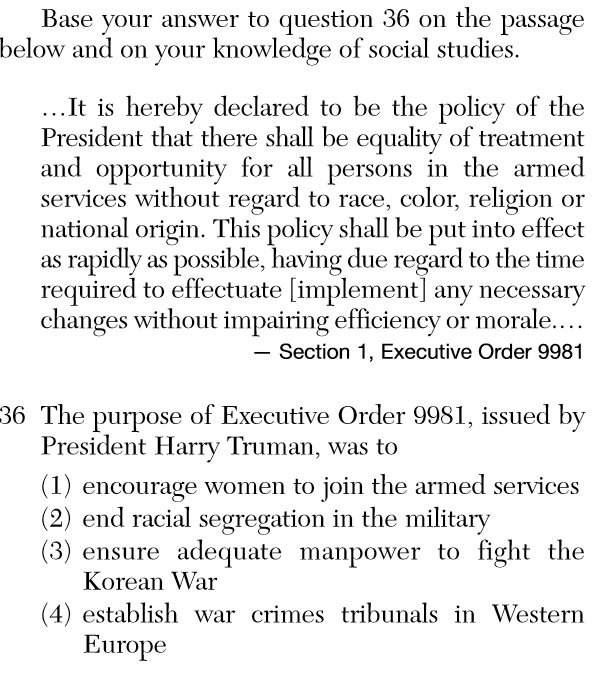 Base your answer to question 36 on the passage
below and on your knowledge of social studies.
…It is hereby declared to be the policy of the
President that there shall be equality of treatment
and opportunity for all persons in the armed
services without regard to race, color, religion or
national origin. This policy shall be put into effect
as rapidly as possible, having due regard to the time
required to effectuate [implement] any necessary
changes without impairing efficiency or morale.…
— Section 1, Executive Order 9981
36 The purpose of Executive Order 9981, issued by
President Harry Truman, was to
(1) encourage women to join the armed services
(2) end racial segregation in the military
(3) ensure adequate manpower to fight the
Korean War
(4) establish war crimes tribunals in Western
Europe